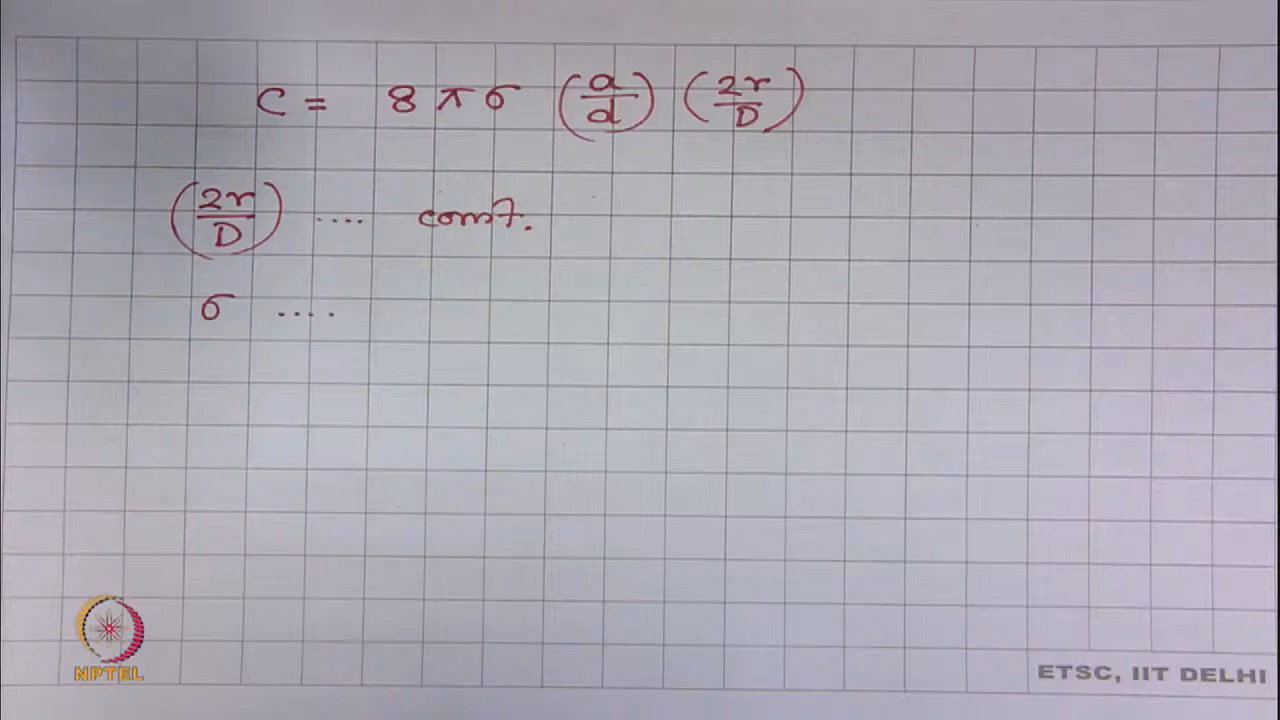 C = 8 π σ (a/d) (2r/D)
(2r/D) .... const.
σ ....
NPTEL
ETSC, IIT DELHI